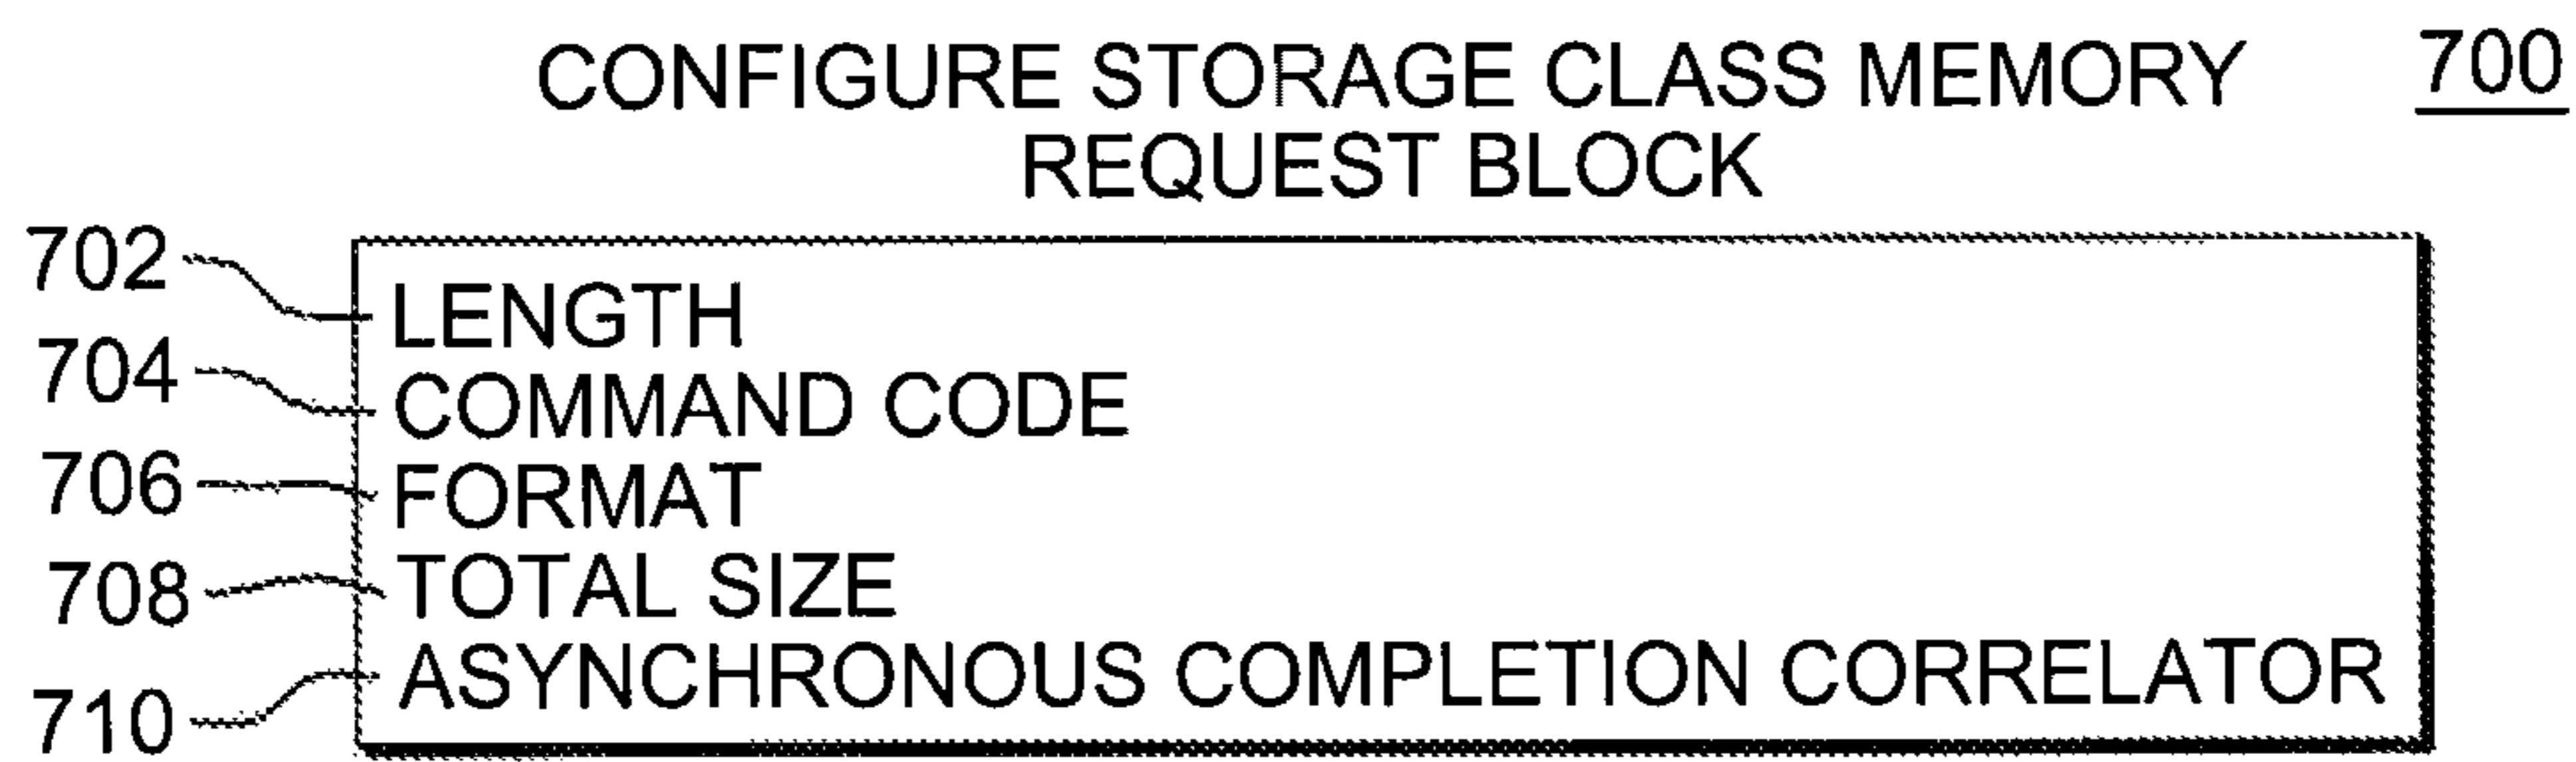 CONFIGURE STORAGE CLASS MEMORY 700
REQUEST BLOCK
702 LENGTH
704 COMMAND CODE
706 FORMAT
708 TOTAL SIZE
710 ASYNCHRONOUS COMPLETION CORRELATOR